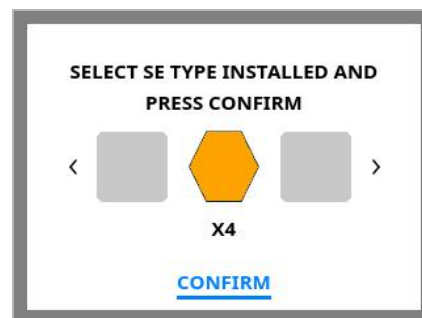 SELECT SE TYPE INSTALLED AND
PRESS CONFIRM
X4
CONFIRM